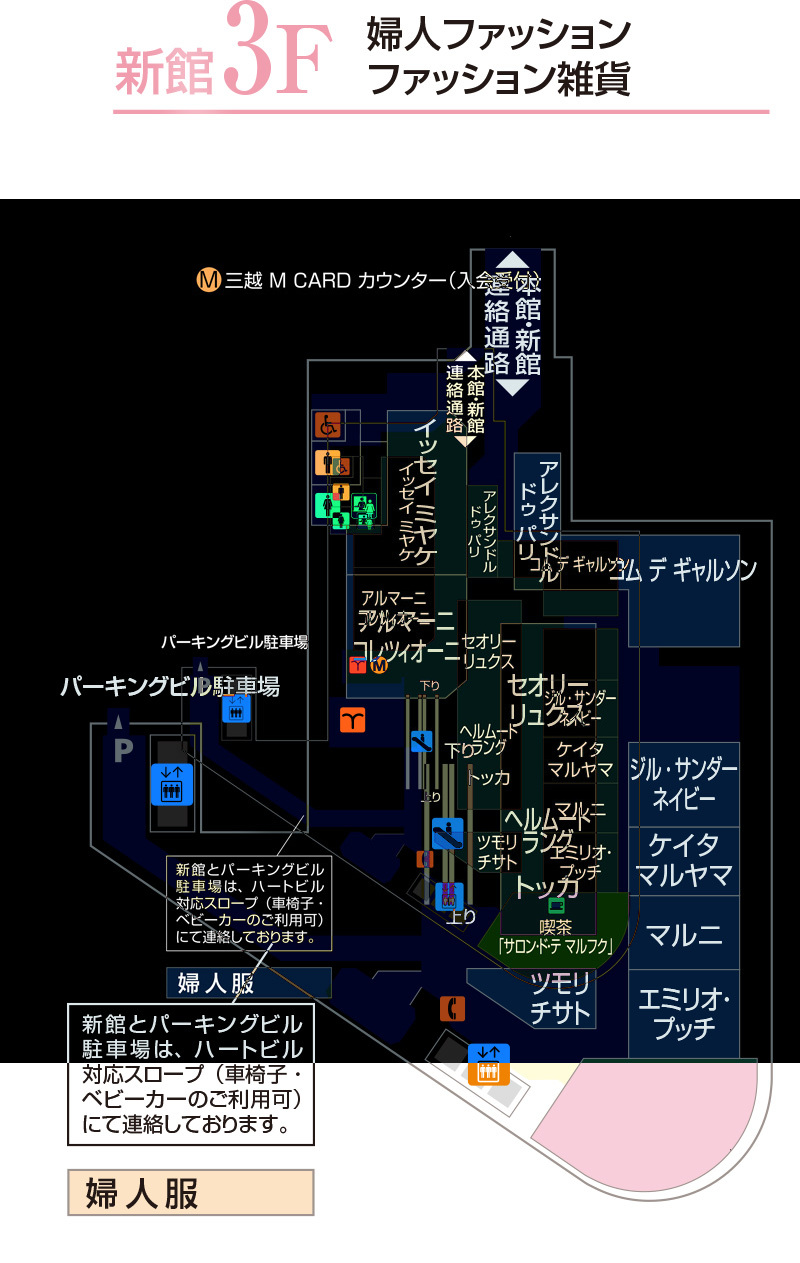 新館3F
婦人ファッション
ファッション雑貨
M 三越 M CARD カウンター(入会受付)
本館・新館
連絡通路
本館・新館
連絡通路
イッセイ ミヤケ
イッセイ ミヤケ
アレクサンドル
ドゥ パリ
アレクサンドル
ドゥ パリ
コム デ ギャルソン
コム デ ギャルソン
アルマーニ
コレツィオーニ
アルマーニ
コレツィオーニ
M
セオリー
リュクス
セオリー
リュクス
パーキングビル駐車場
パーキングビル駐車場
P
P
下り
下り
上り
上り
ジル・サンダー
ネイビー
ジル・サンダー
ネイビー
ヘルムート
ラング
ヘルムート
ラング
ケイタ
マルヤマ
ケイタ
マルヤマ
トッカ
トッカ
マルニ
マルニ
ツモリ
チサト
ツモリ
チサト
エミリオ・
プッチ
エミリオ・
プッチ
喫茶
「サロン・ド・テ マルフク」
新館とパーキングビル
駐車場は、ハートビル
対応スロープ(車椅子・
ベビーカーのご利用可)
にて連絡しております。
婦人服
新館とパーキングビル
駐車場は、ハートビル
対応スロープ(車椅子・
ベビーカーのご利用可)
にて連絡しております。
婦人服